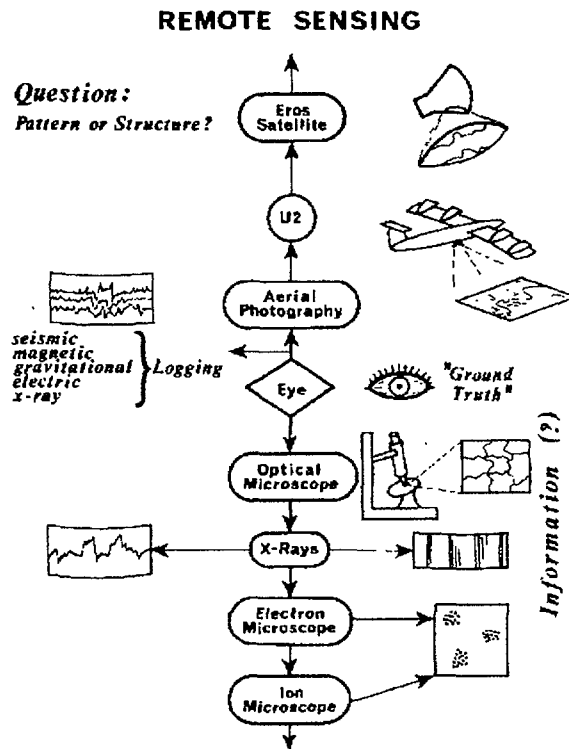 REMOTE SENSING
Question:
Pattern or Structure?
Eros
Satellite
U2
Aerial
Photography
seismic
magnetic
gravitational
electric
x-ray
Logging
Eye
"Ground
Truth"
Optical
Microscope
X-Rays
Electron
Microscope
Ion
Microscope
Information (?)